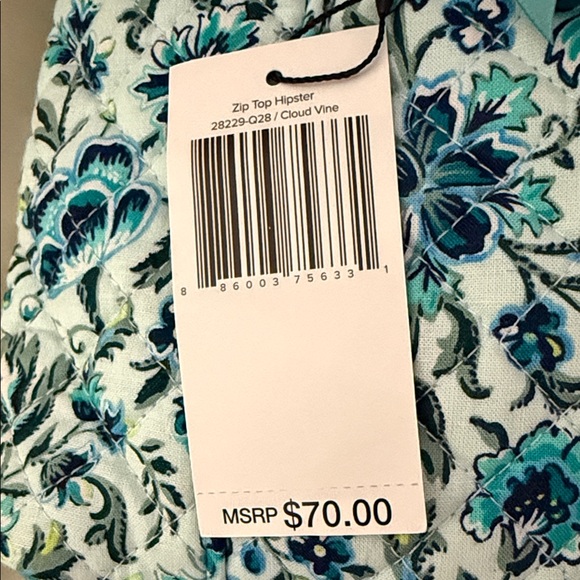 Zip Top Hipster
28229-Q28 / Cloud Vine
8 86003 75633 1
MSRP $70.00